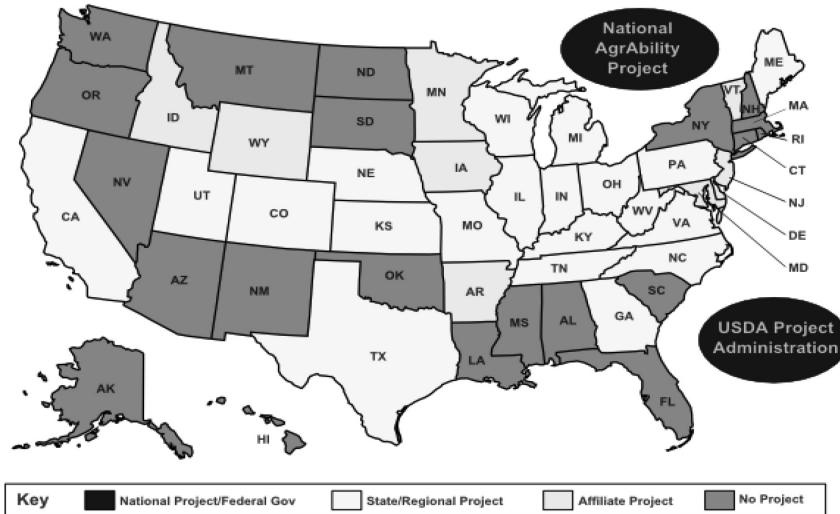 National
AgrAbility
Project
WA
MT
ND
MN
ME
VT
NH
MA
OR
ID
SD
WI
MI
NY
RI
WY
CT
NV
UT
NE
IA
PA
NJ
CA
CO
IL
IN
OH
WV
VA
DE
KS
MO
KY
MD
AZ
NM
OK
AR
TN
NC
SC
MS
AL
GA
TX
LA
FL
USDA Project
Administration
AK
HI
Key
National Project/Federal Gov
State/Regional Project
Affiliate Project
No Project